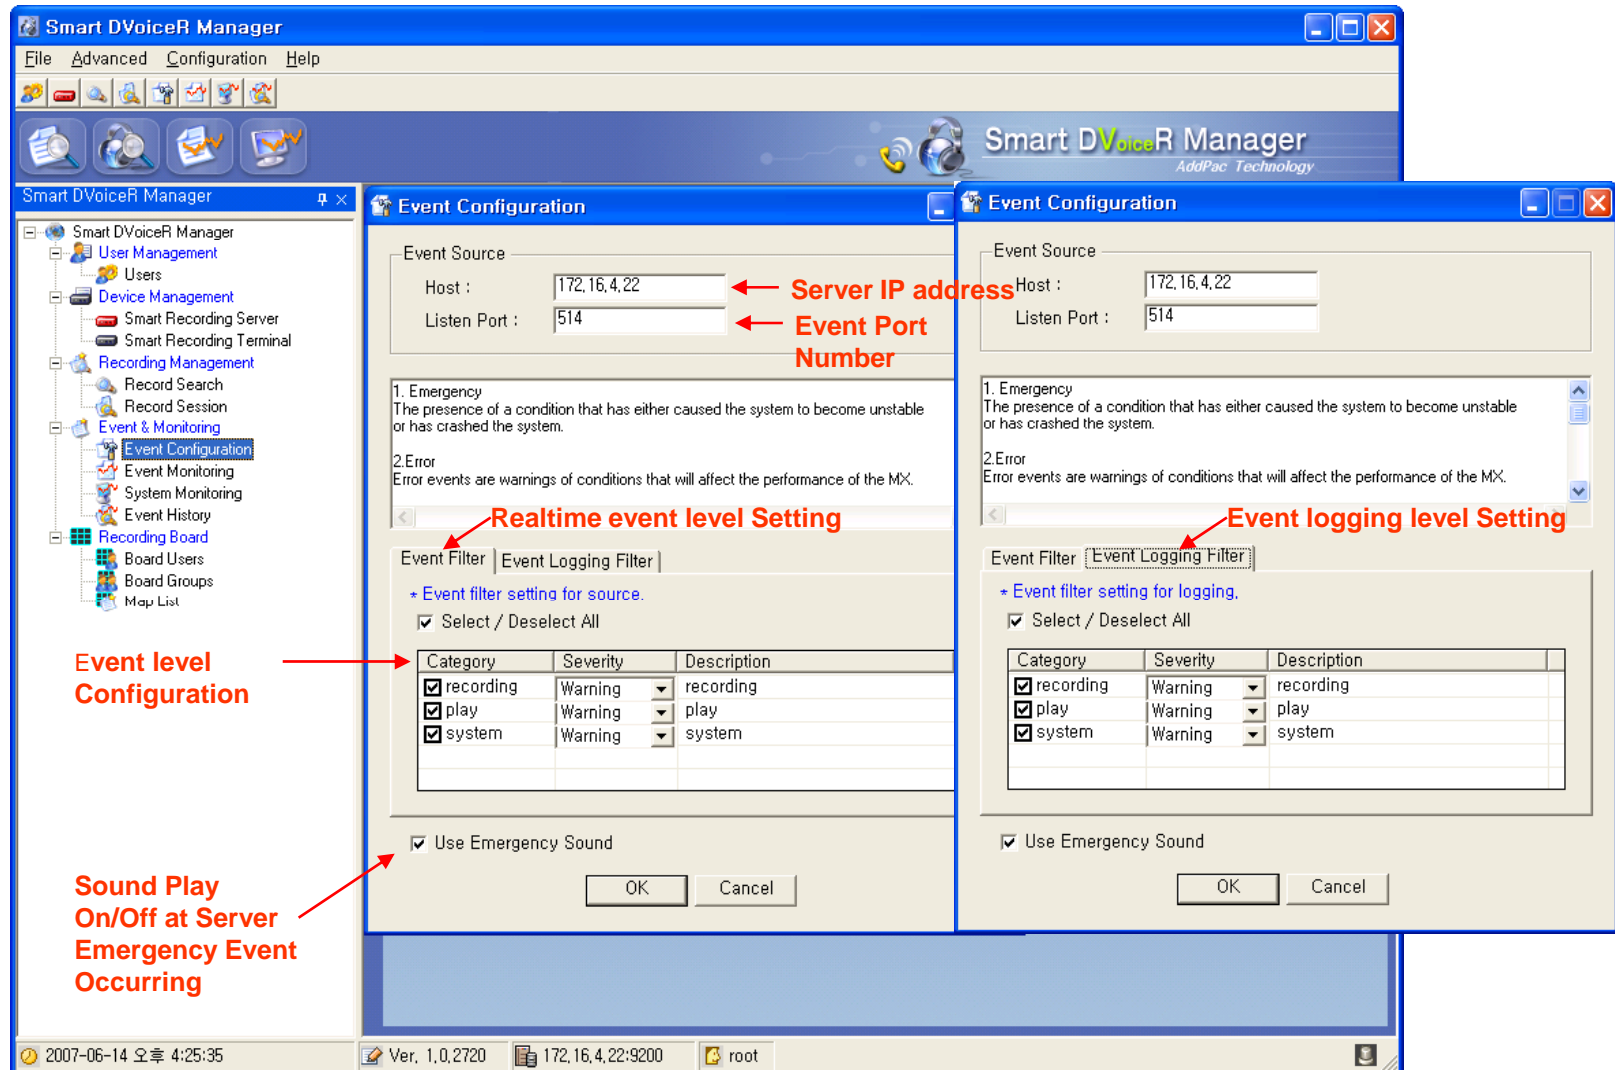 Smart DVoiceR Manager
File Advanced Configuration Help
Smart DVoiceR Manager
AddPac Technology
Smart DVoiceR Manager
Smart DVoiceR Manager
User Management
Users
Device Management
Smart Recording Server
Smart Recording Terminal
Recording Management
Record Search
Record Session
Event & Monitoring
Event Configuration
Event Monitoring
System Monitoring
Event History
Recording Board
Board Users
Board Groups
Map List
Event level
Configuration
Sound Play
On/Off at Server
Emergency Event
Occurring
Event Configuration
Event Source
Host : 172,16,4,22
Server IP address
Listen Port : 514
Event Port
Number
1. Emergency
The presence of a condition that has either caused the system to become unstable
or has crashed the system.
2.Error
Error events are warnings of conditions that will affect the performance of the MX.
Realtime event level Setting
Event Filter Event Logging Filter
* Event filter setting for source.
Select / Deselect All
Category Severity Description
recording Warning recording
play Warning play
system Warning system
Use Emergency Sound
OK Cancel
Event Configuration
Event Source
Host : 172,16,4,22
Listen Port : 514
1. Emergency
The presence of a condition that has either caused the system to become unstable
or has crashed the system.
2.Error
Error events are warnings of conditions that will affect the performance of the MX.
Event logging level Setting
Event Filter Event Logging Filter
* Event filter setting for logging,
Select / Deselect All
Category Severity Description
recording Warning recording
play Warning play
system Warning system
Use Emergency Sound
OK Cancel
2007-06-14 오후 4:25:35 Ver, 1,0,2720 172,16,4,22:9200 root